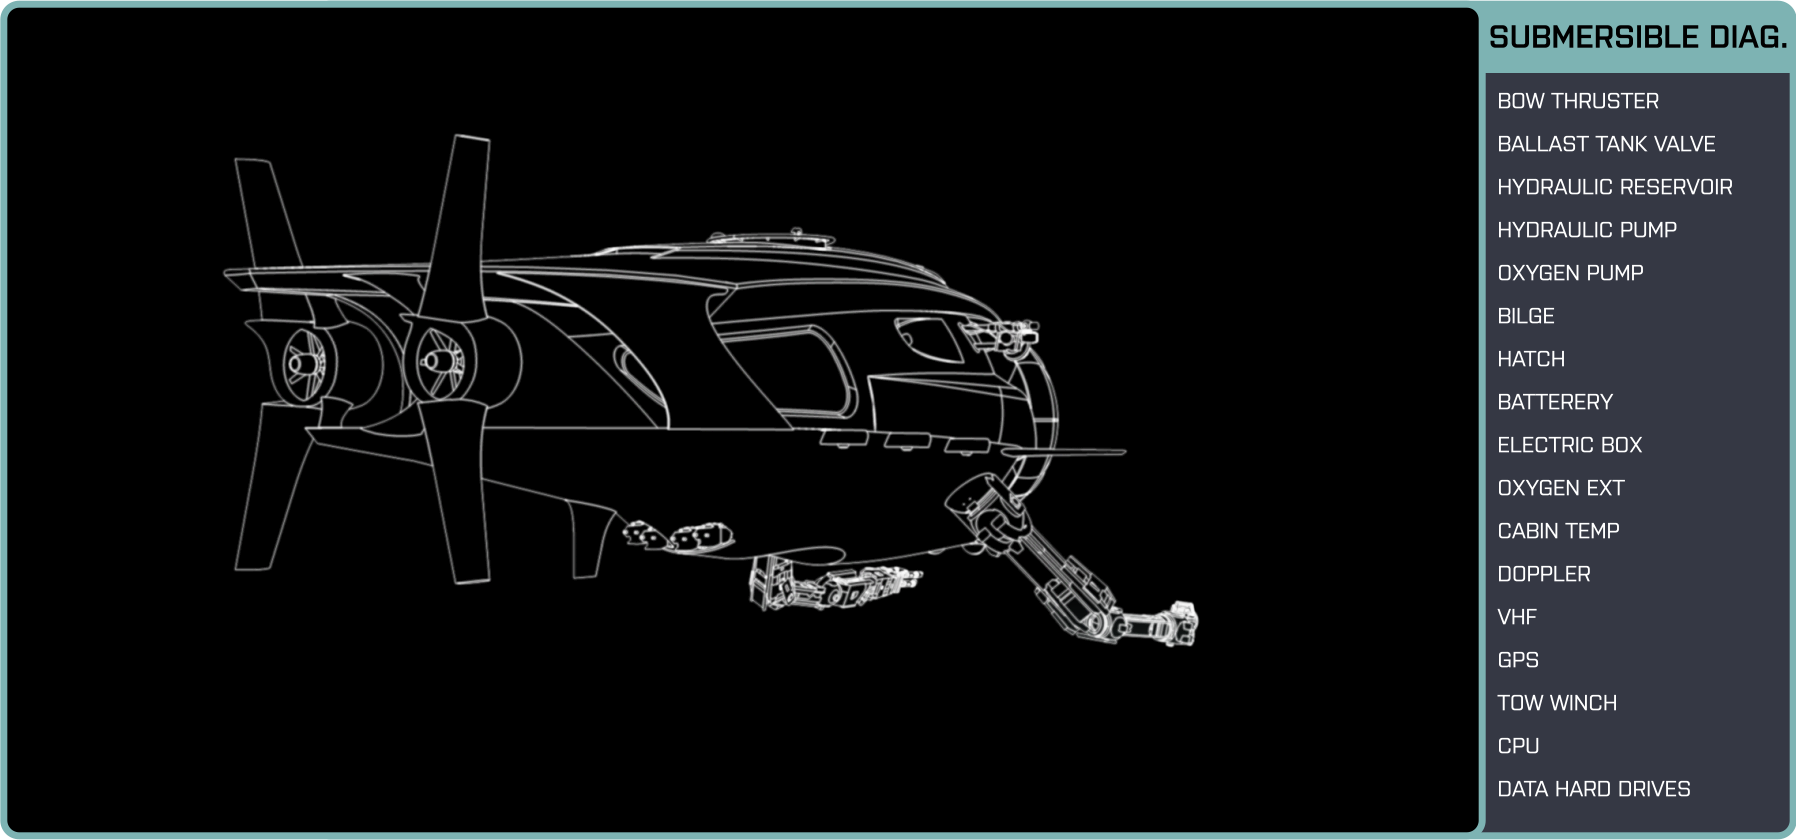 SUBMERSIBLE DIAG.
BOW THRUSTER
BALLAST TANK VALVE
HYDRAULIC RESERVOIR
HYDRAULIC PUMP
OXYGEN PUMP
BILGE
HATCH
BATTERERY
ELECTRIC BOX
OXYGEN EXT
CABIN TEMP
DOPPLER
VHF
GPS
TOW WINCH
CPU
DATA HARD DRIVES